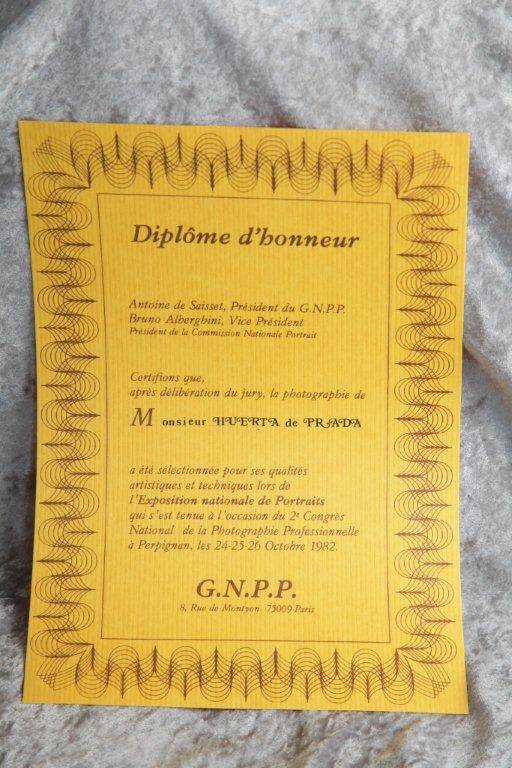 Diplôme d'honneur
Antoine de Saisset, Président du G.N.P.P.
Bruno Alberghini, Vice Président
Président de la Commission Nationale Portrait
Certifions que,
après délibération du jury, la photographie de
Monsieur HUERTA de PRADA
a été sélectionnée pour ses qualités
artistiques et techniques lors de
l'Exposition nationale de Portraits
qui s'est tenue à l'occasion du 2e Congrès
National de la Photographie Professionnelle
à Perpignan, les 24-25-26 Octobre 1982.
G.N.P.P.
8, Rue de Montyon 75009 Paris